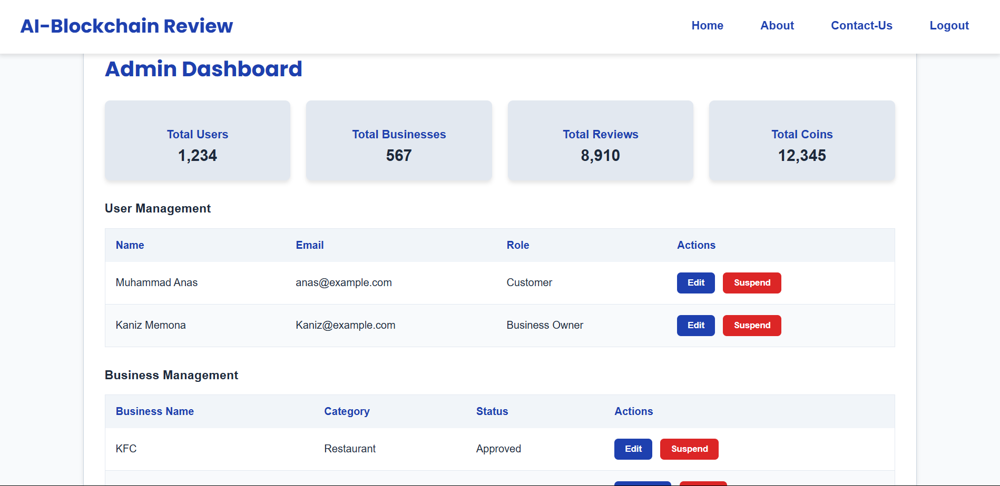 AI-Blockchain Review
Home About Contact-Us Logout
Admin Dashboard
Total Users Total Businesses Total Reviews Total Coins
1,234 567 8,910 12,345
User Management
Name Email Role Actions
Muhammad Anas anas@example.com Customer Edit Suspend
Kaniz Memona Kaniz@example.com Business Owner Edit Suspend
Business Management
Business Name Category Status Actions
KFC Restaurant Approved Edit Suspend